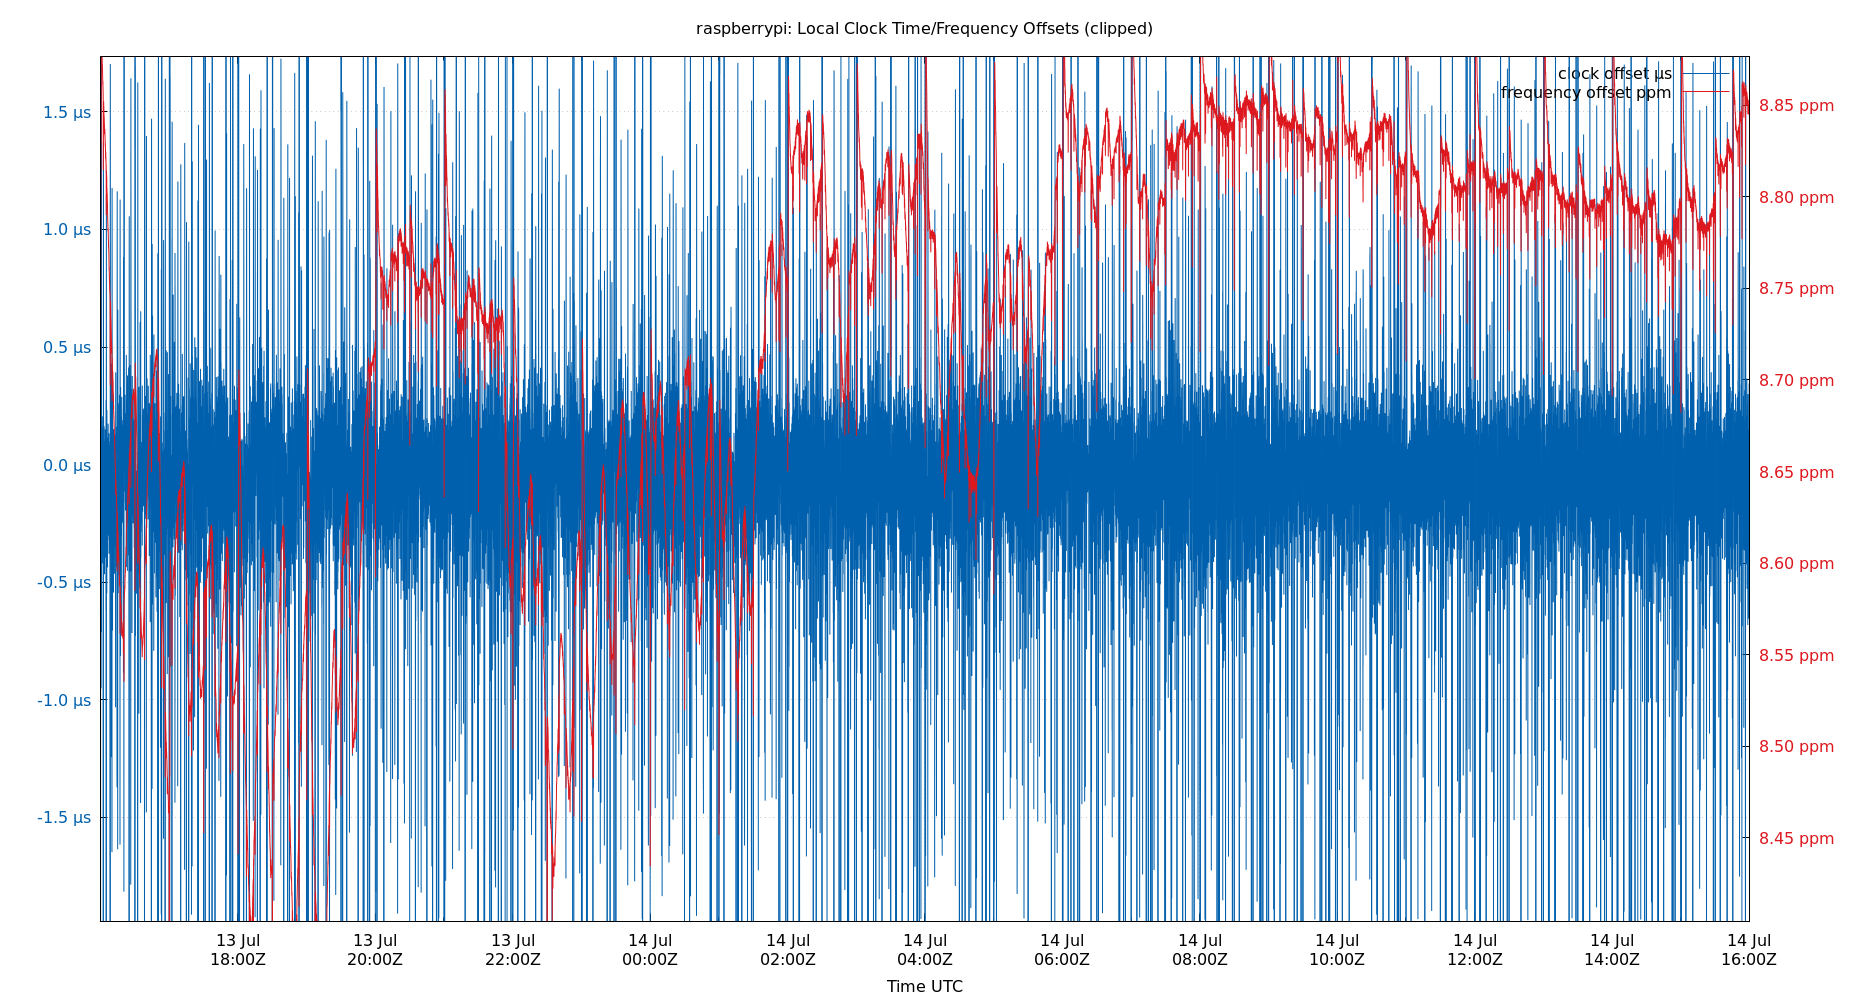 raspberrypi: Local Clock Time/Frequency Offsets (clipped)
clock offset µs
frequency offset ppm
1.5 µs
1.0 µs
0.5 µs
0.0 µs
-0.5 µs
-1.0 µs
-1.5 µs
8.85 ppm
8.80 ppm
8.75 ppm
8.70 ppm
8.65 ppm
8.60 ppm
8.55 ppm
8.50 ppm
8.45 ppm
13 Jul
18:00Z
13 Jul
20:00Z
13 Jul
22:00Z
14 Jul
00:00Z
14 Jul
02:00Z
14 Jul
04:00Z
14 Jul
06:00Z
14 Jul
08:00Z
14 Jul
10:00Z
14 Jul
12:00Z
14 Jul
14:00Z
14 Jul
16:00Z
Time UTC